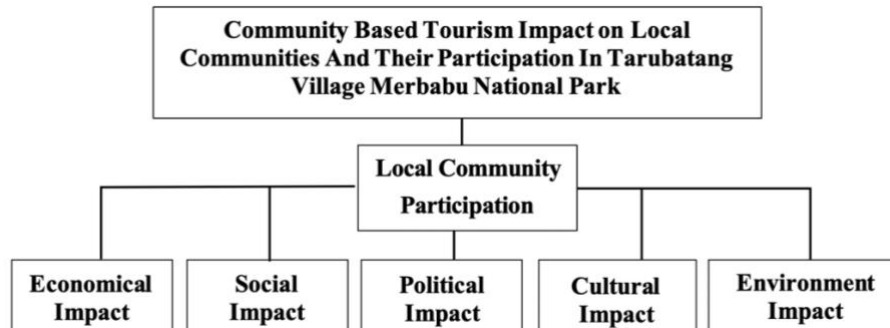 Community Based Tourism Impact on Local
Communities And Their Participation In Tarubatang
Village Merbabu National Park
Local Community
Participation
Economical
Impact
Social
Impact
Political
Impact
Cultural
Impact
Environment
Impact